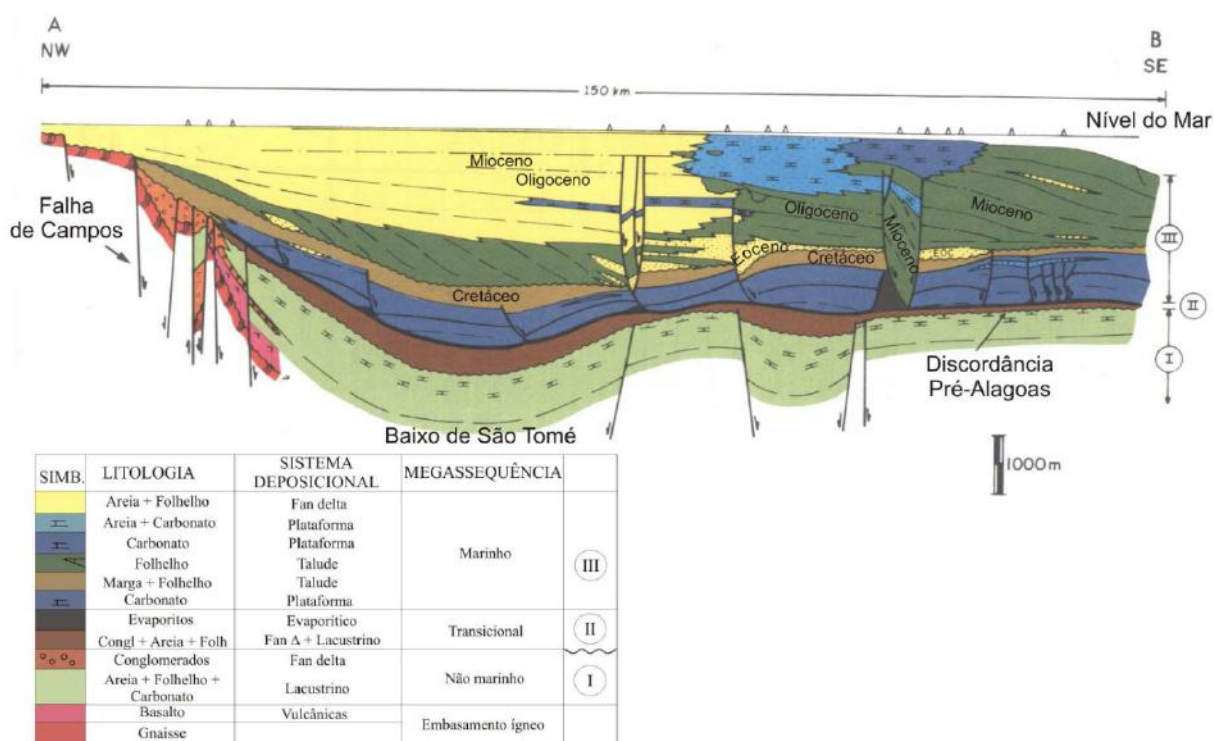 A
NW
B
SE
150 km
Nível do Mar
Mioceno
Oligoceno
Falha
de Campos
Oligoceno
Mioceno
Mioceno
Eoceno
Cretáceo
EOC
Cretáceo
III
II
I
Discordância
Pré-Alagoas
Baixo de São Tomé
1000 m
SIMB. LITOLOGIA SISTEMA DEPOSICIONAL MEGASSEQUÊNCIA
Areia + Folhelho Fan delta
Areia + Carbonato Plataforma
Carbonato Plataforma
Folhelho Talude
Marga + Folhelho Talude
Carbonato Plataforma
Marinho III
Evaporitos Evaporítico
Congl + Areia + Folh Fan Δ + Lacustrino
Transicional II
Conglomerados Fan delta
Areia + Folhelho +
Carbonato Lacustrino
Não marinho I
Basalto Vulcânicas
Gnaisse
Embasamento ígneo